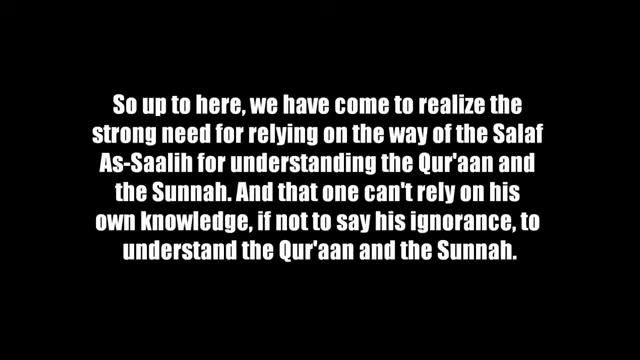 So up to here, we have come to realize the
strong need for relying on the way of the Salaf
As-Saalih for understanding the Qur'aan and
the Sunnah. And that one can't rely on his
own knowledge, if not to say his ignorance, to
understand the Qur'aan and the Sunnah.